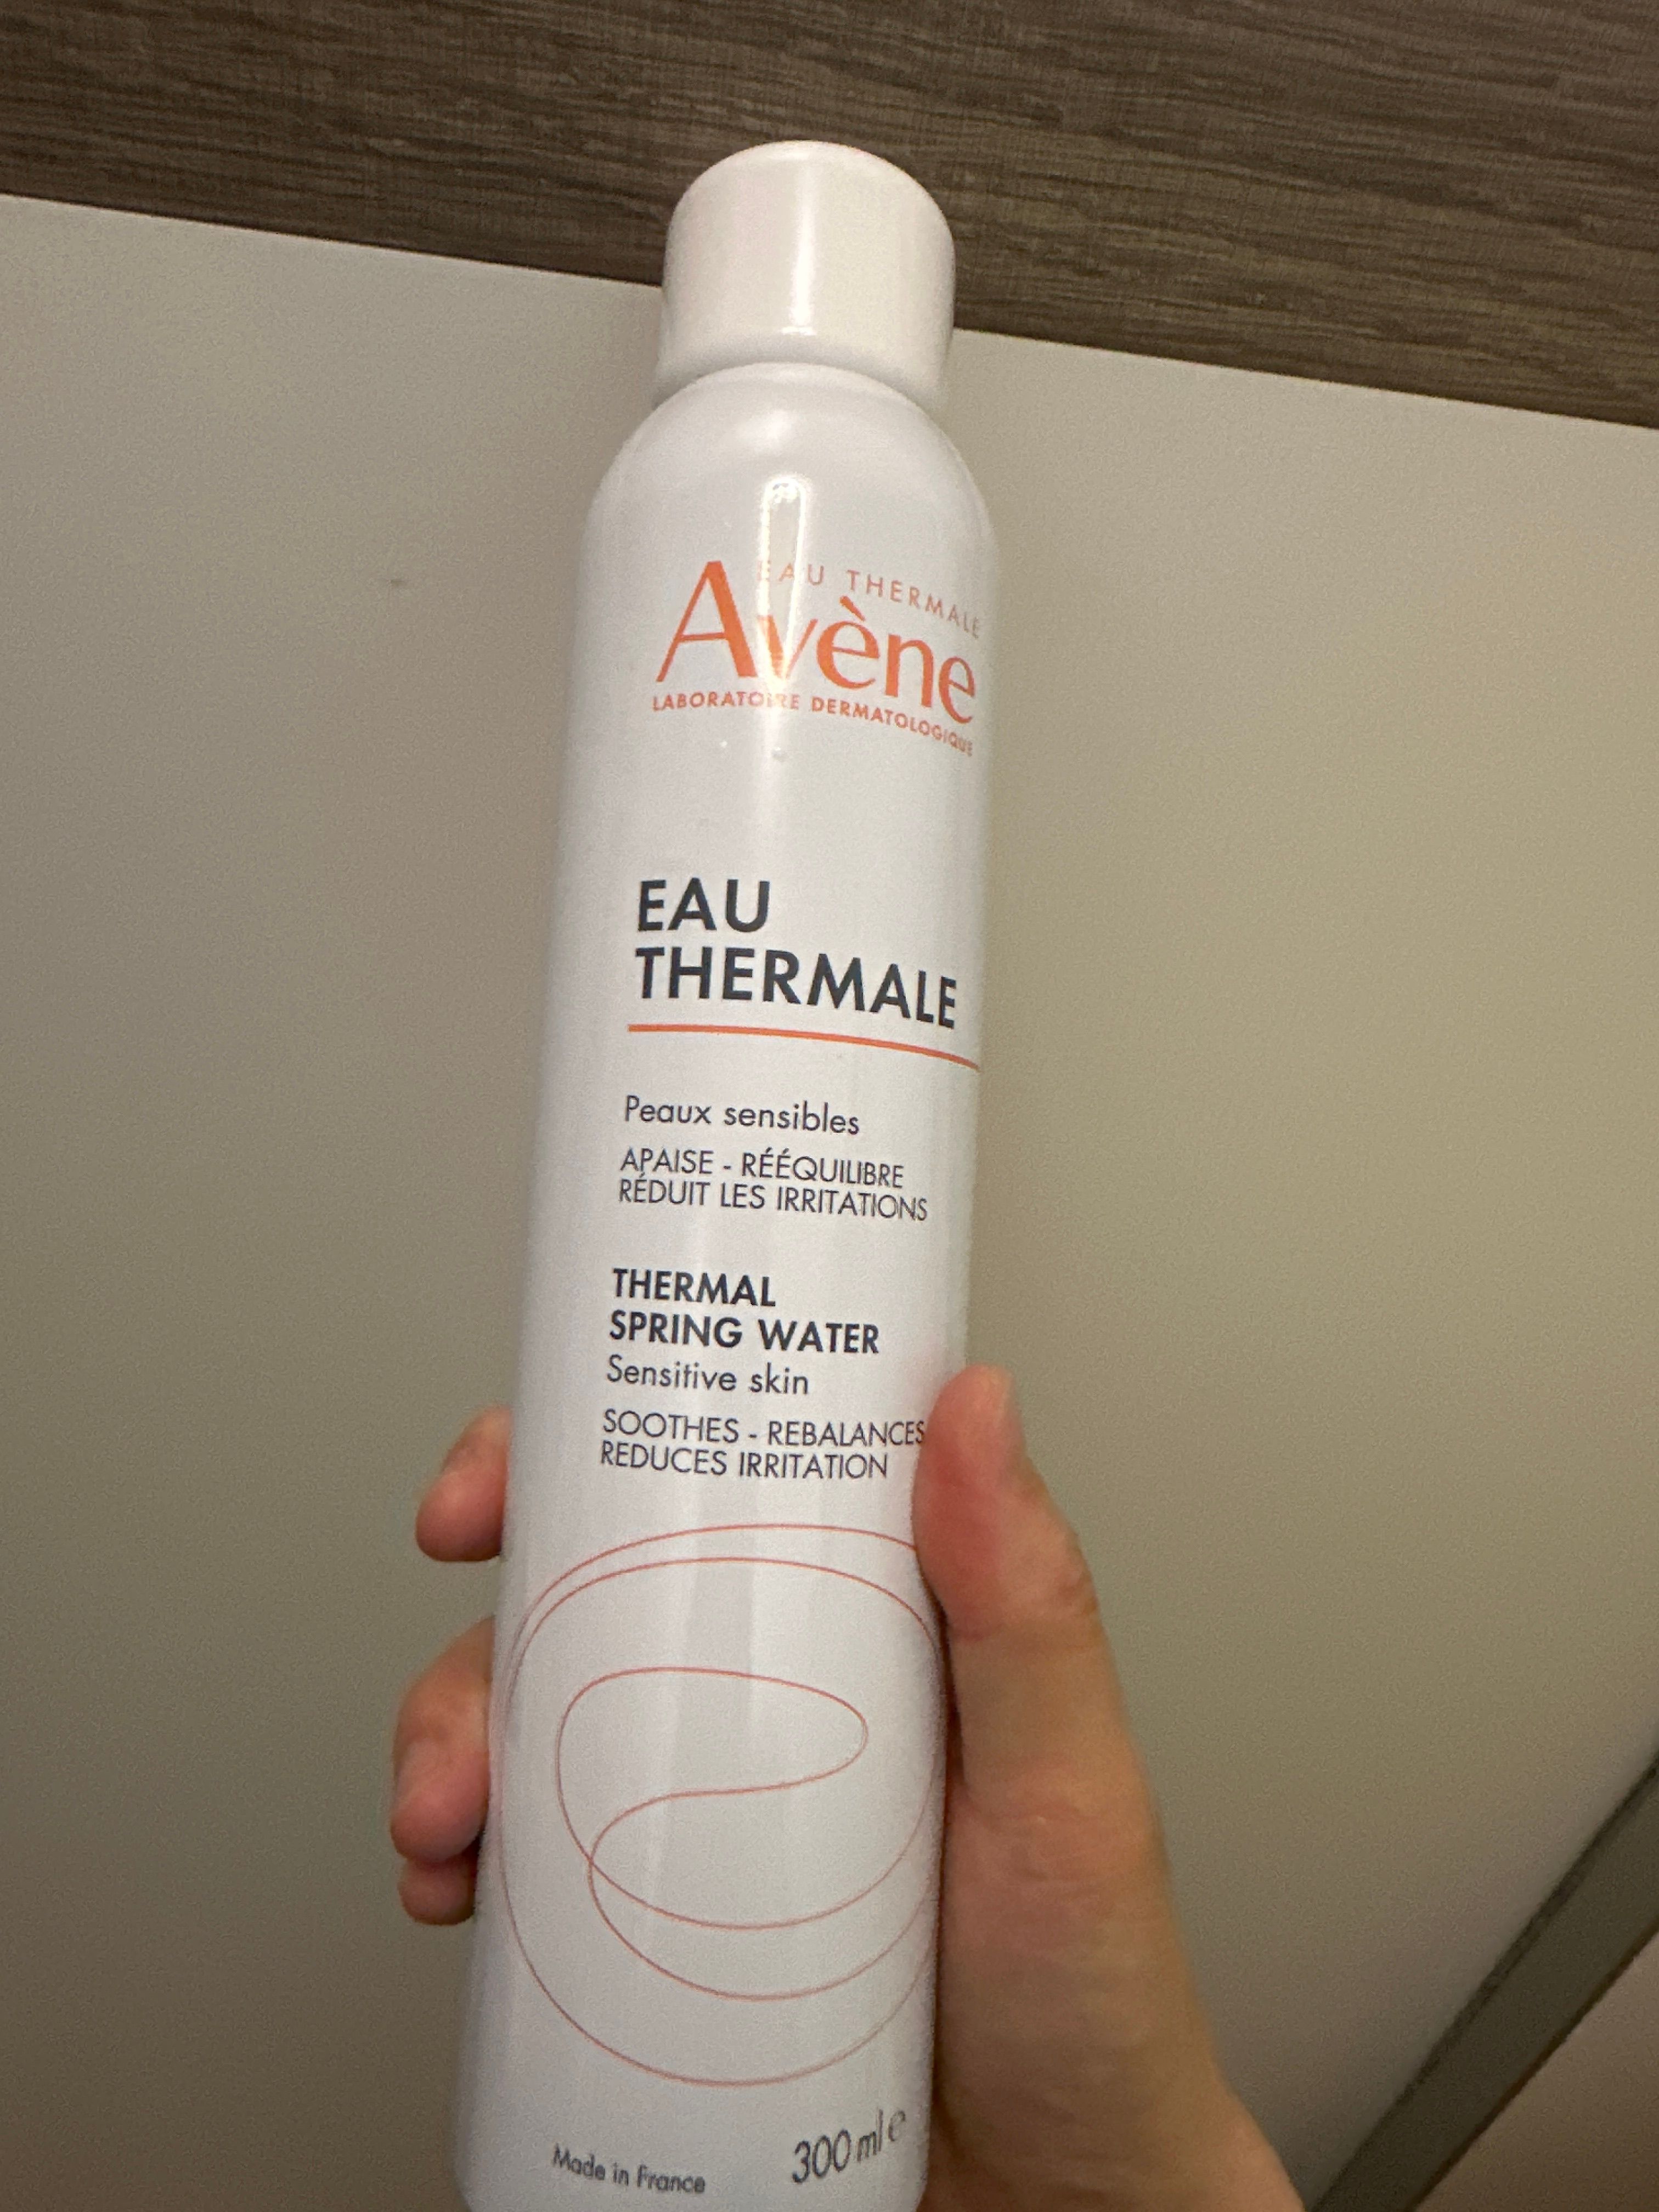 EAU THERMALE
Avène
LABORATOIRE DERMATOLOGIQUE
EAU
THERMALE
Peaux sensibles
APAISE - RÉÉQUILIBRE
RÉDUIT LES IRRITATIONS
THERMAL
SPRING WATER
Sensitive skin
SOOTHES - REBALANCES
REDUCES IRRITATION
Made in France 300 ml e